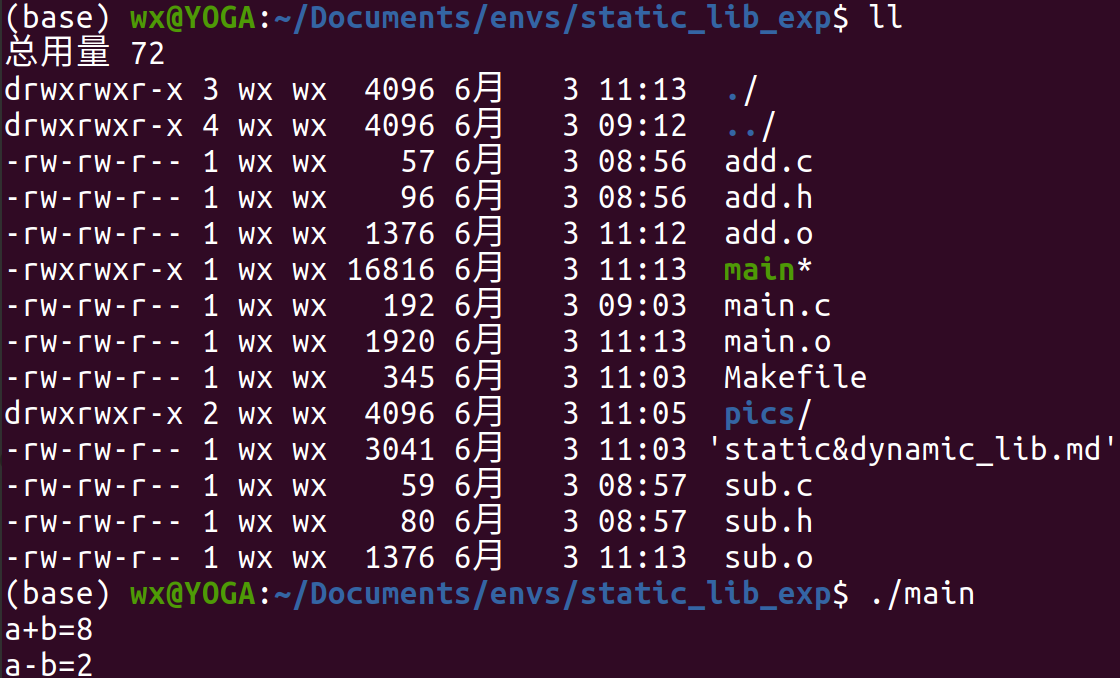 (base) wx@YOGA:~/Documents/envs/static_lib_exp$ ll
总用量 72
drwxrwxr-x 3 wx wx  4096 6月   3 11:13  ./
drwxrwxr-x 4 wx wx  4096 6月   3 09:12  ../
-rw-rw-r-- 1 wx wx    57 6月   3 08:56  add.c
-rw-rw-r-- 1 wx wx    96 6月   3 08:56  add.h
-rw-rw-r-- 1 wx wx  1376 6月   3 11:12  add.o
-rwxrwxr-x 1 wx wx 16816 6月   3 11:13  main*
-rw-rw-r-- 1 wx wx   192 6月   3 09:03  main.c
-rw-rw-r-- 1 wx wx  1920 6月   3 11:13  main.o
-rw-rw-r-- 1 wx wx   345 6月   3 11:03  Makefile
drwxrwxr-x 2 wx wx  4096 6月   3 11:05  pics/
-rw-rw-r-- 1 wx wx  3041 6月   3 11:03 'static&dynamic_lib.md'
-rw-rw-r-- 1 wx wx    59 6月   3 08:57  sub.c
-rw-rw-r-- 1 wx wx    80 6月   3 08:57  sub.h
-rw-rw-r-- 1 wx wx  1376 6月   3 11:13  sub.o
(base) wx@YOGA:~/Documents/envs/static_lib_exp$ ./main
a+b=8
a-b=2